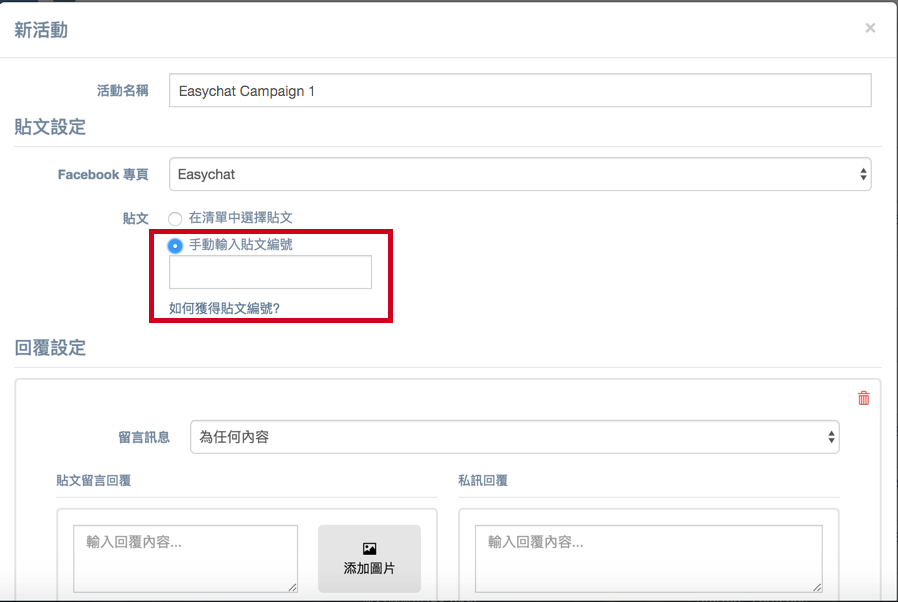 新活動
×
活動名稱
Easychat Campaign 1
貼文設定
Facebook 專頁
Easychat
貼文
在清單中選擇貼文
手動輸入貼文編號
如何獲得貼文編號?
回覆設定
留言訊息
為任何內容
貼文留言回覆
私訊回覆
輸入回覆內容...
添加圖片
輸入回覆內容...